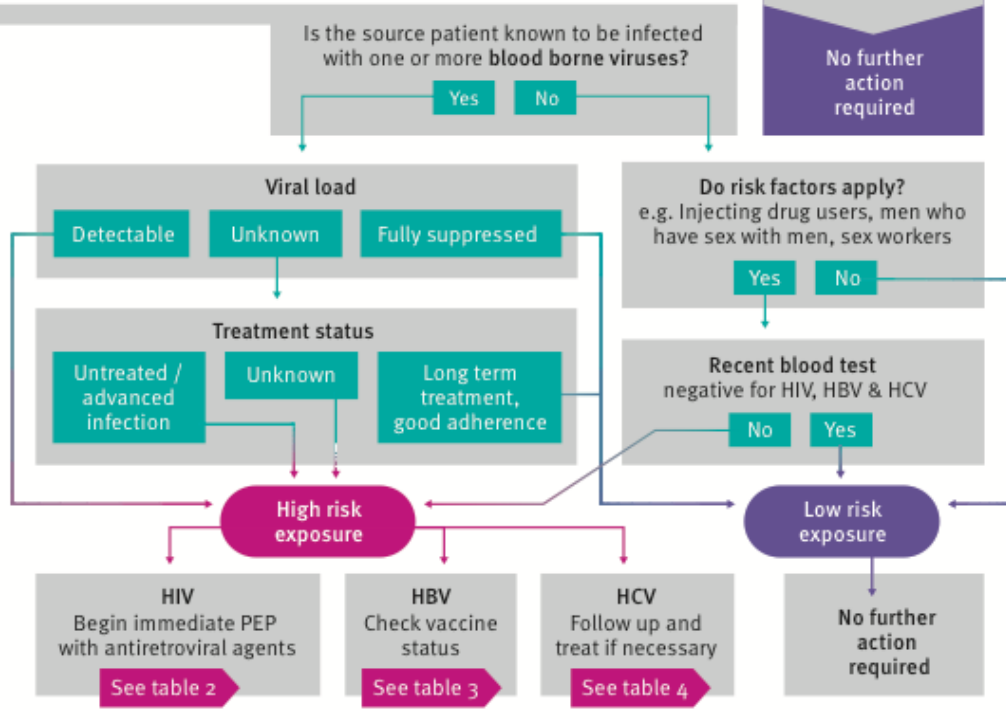 Is the source patient known to be infected
with one or more blood borne viruses?
Yes
No
No further
action
required
Viral load
Detectable
Unknown
Fully suppressed
Do risk factors apply?
e.g. Injecting drug users, men who
have sex with men, sex workers
Yes
No
Treatment status
Untreated /
advanced
infection
Unknown
Long term
treatment,
good adherence
Recent blood test
negative for HIV, HBV & HCV
No
Yes
High risk
exposure
Low risk
exposure
HIV
Begin immediate PEP
with antiretroviral agents
See table 2
HBV
Check vaccine
status
See table 3
HCV
Follow up and
treat if necessary
See table 4
No further
action
required